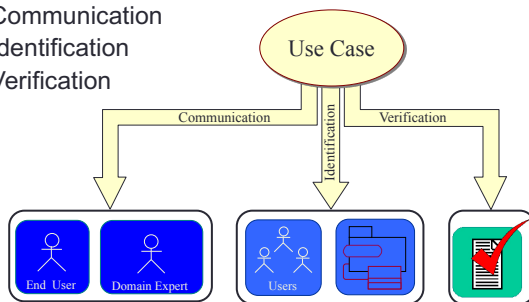 Communication
dentification
Verification
Use Case
Communication
Identification
Verification
End User
Domain Expert
Users